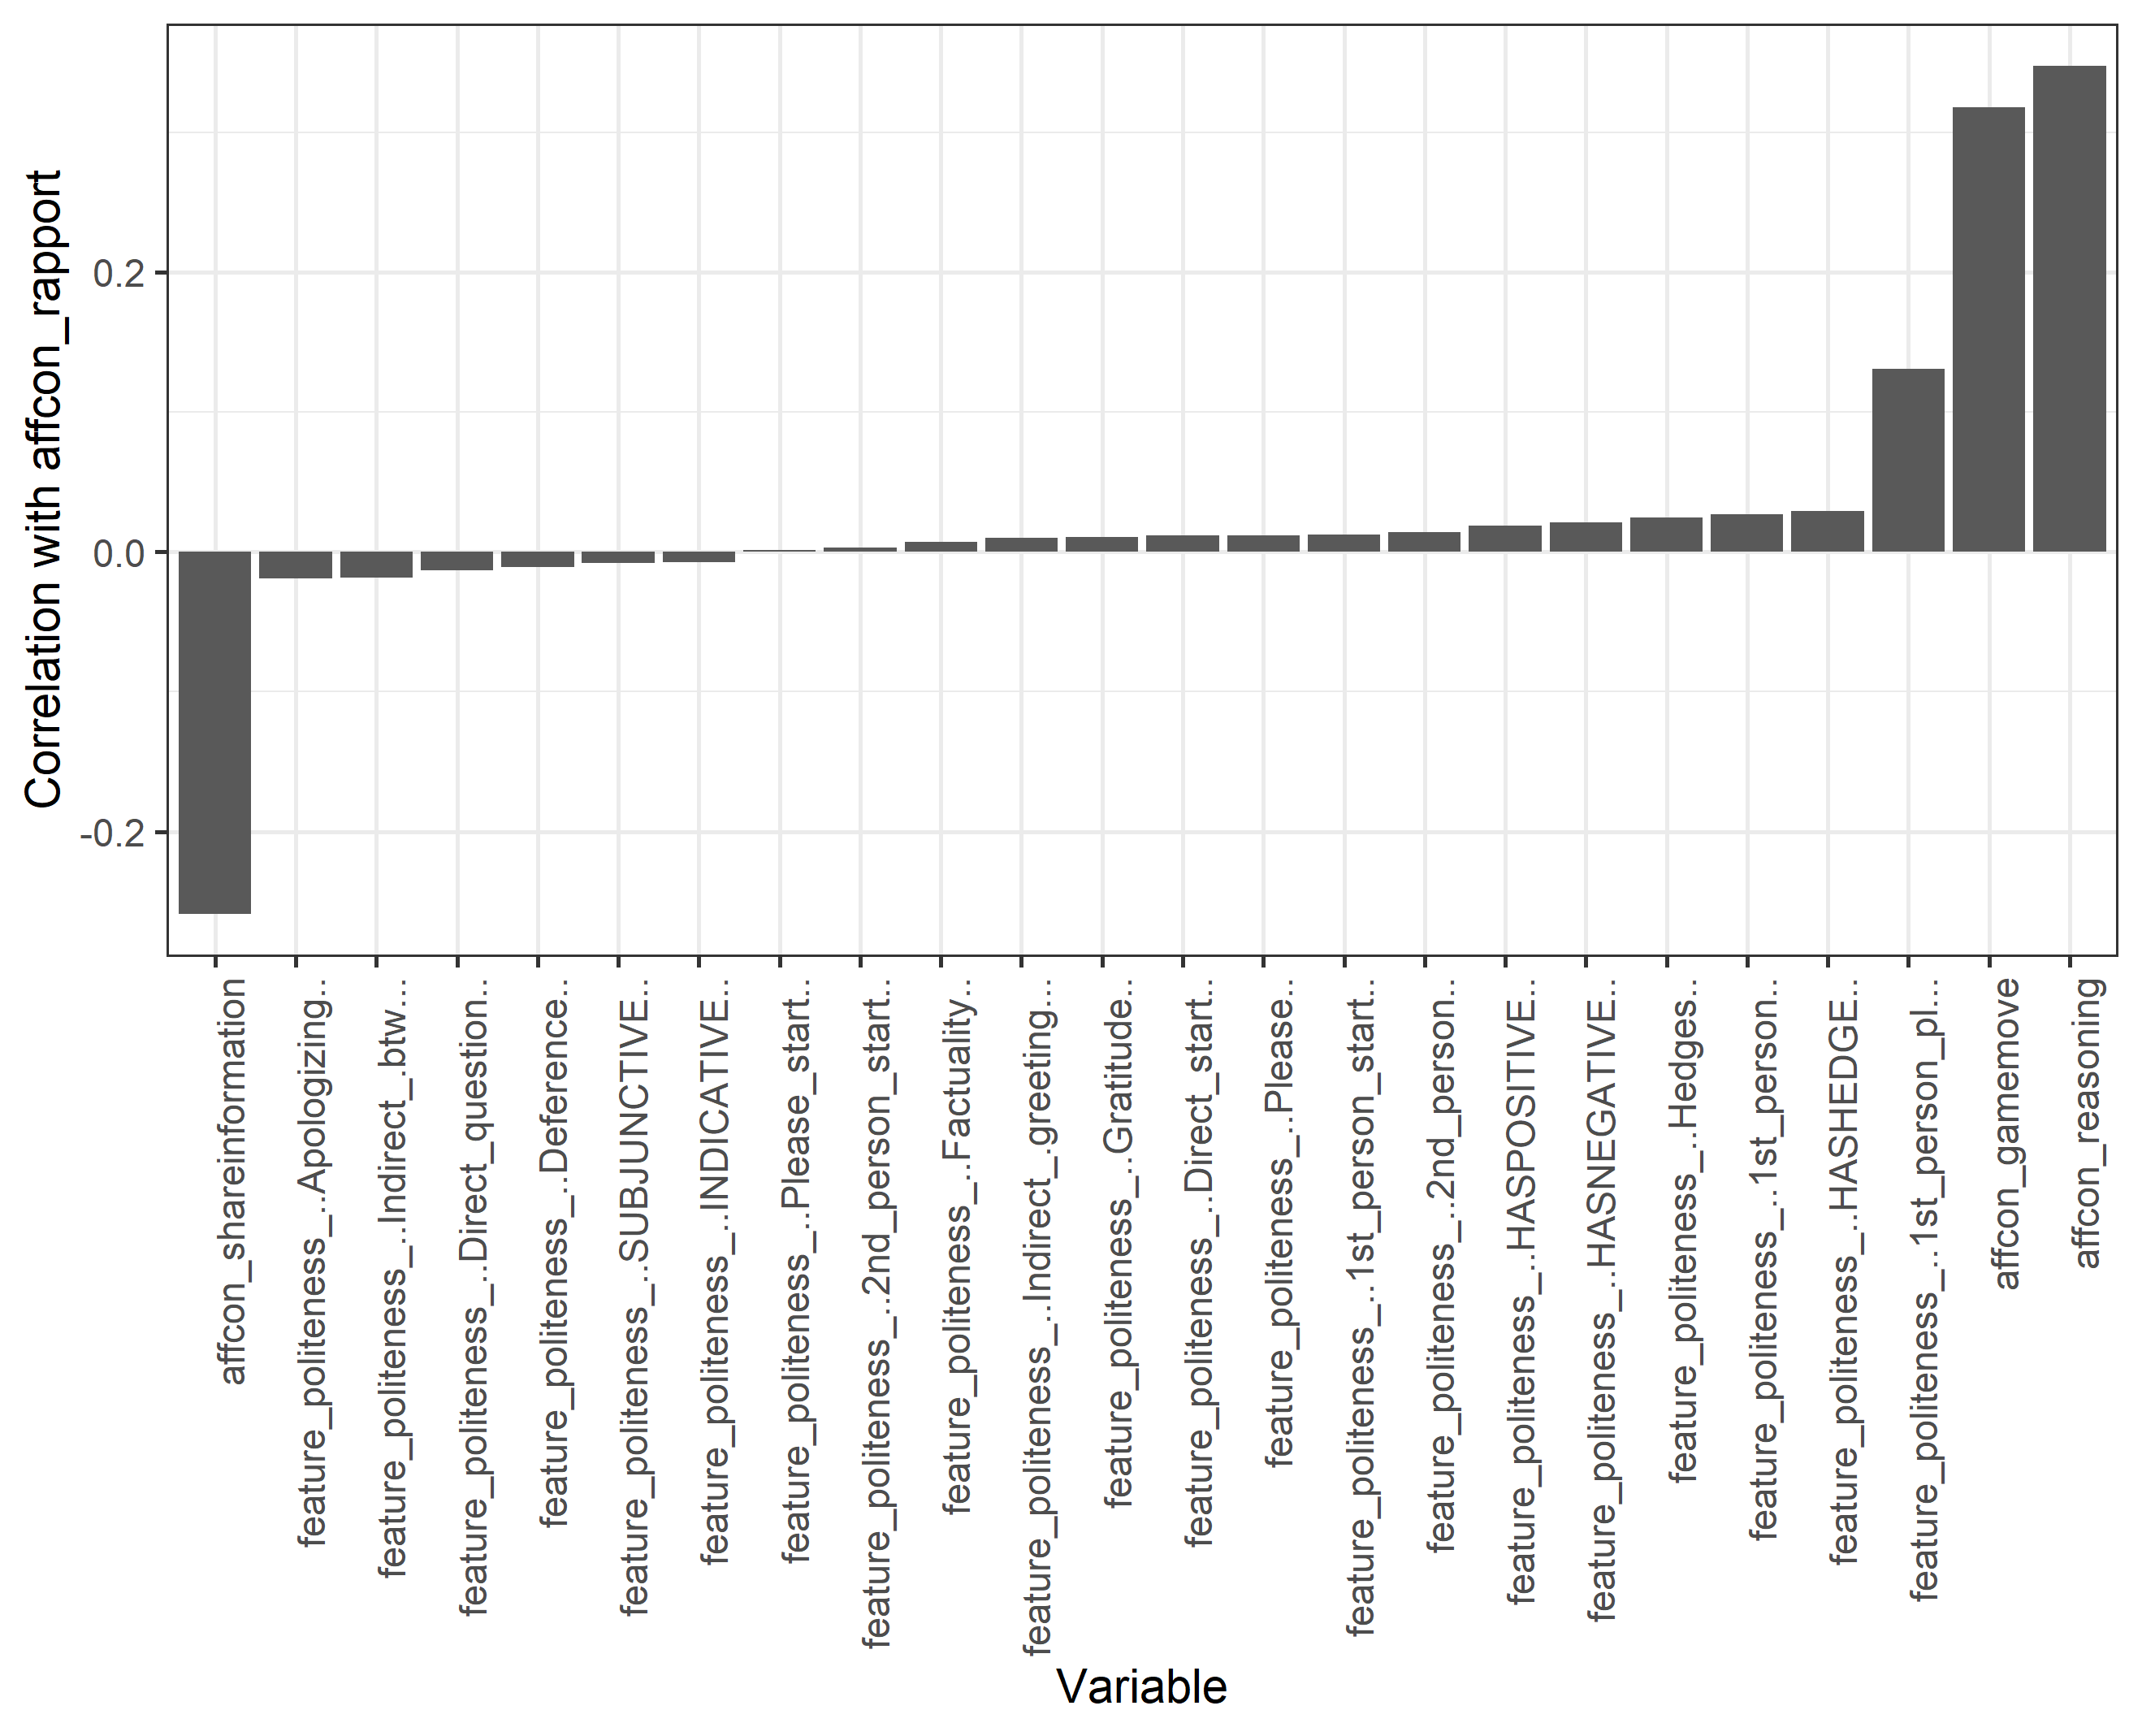 Correlation with affcon_rapport
0.2
0.0
-0.2
affcon_shareinformation
feature_politeness_..Apologizing..
feature_politeness_..Indirect_.btw...
feature_politeness_..Direct_question..
feature_politeness_..Deference..
feature_politeness_..SUBJUNCTIVE..
feature_politeness_..INDICATIVE..
feature_politeness_..Please_start..
feature_politeness_..2nd_person_start..
feature_politeness_..Factuality..
feature_politeness_..Indirect_.greeting...
feature_politeness_..Gratitude..
feature_politeness_..Direct_start..
feature_politeness_..Please..
feature_politeness_..1st_person_start..
feature_politeness_..2nd_person..
feature_politeness_..HASPOSITIVE..
feature_politeness_..HASNEGATIVE..
feature_politeness_..Hedges..
feature_politeness_..1st_person..
feature_politeness_..HASHEDGE..
feature_politeness_..1st_person_pl...
affcon_gamemove
affcon_reasoning
Variable